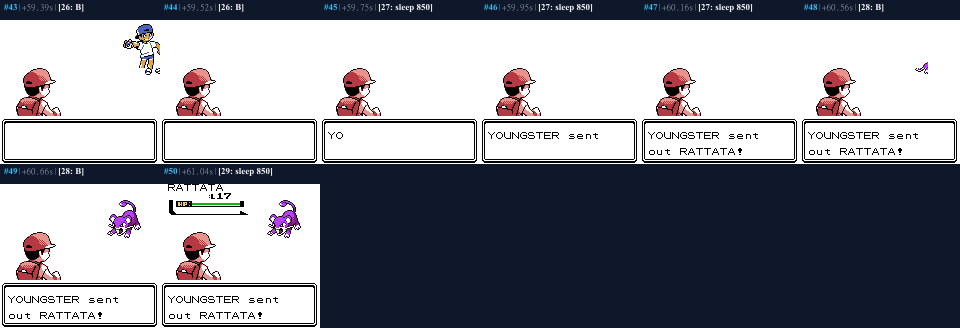 #43|+59.39s|[26: B]
#44|+59.52s|[26: B]
#45|+59.75s|[27: sleep 850]
#46|+59.95s|[27: sleep 850]
#47|+60.16s|[27: sleep 850]
#48|+60.56s|[28: B]
YO
YOUNGSTER sent
YOUNGSTER sent
out RATTATA!
YOUNGSTER sent
out RATTATA!
#49|+60.66s|[28: B]
#50|+61.04s|[29: sleep 850]
YOUNGSTER sent
out RATTATA!
RATTATA
:L17
HP:
YOUNGSTER sent
out RATTATA!